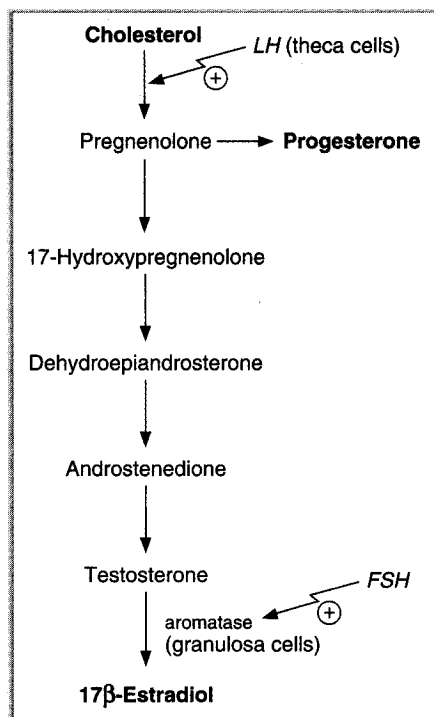 Cholesterol
LH (theca cells)
+
Pregnenolone
Progesterone
17-Hydroxypregnenolone
Dehydroepiandrosterone
Androstenedione
Testosterone
FSH
+
aromatase
(granulosa cells)
17β-Estradiol